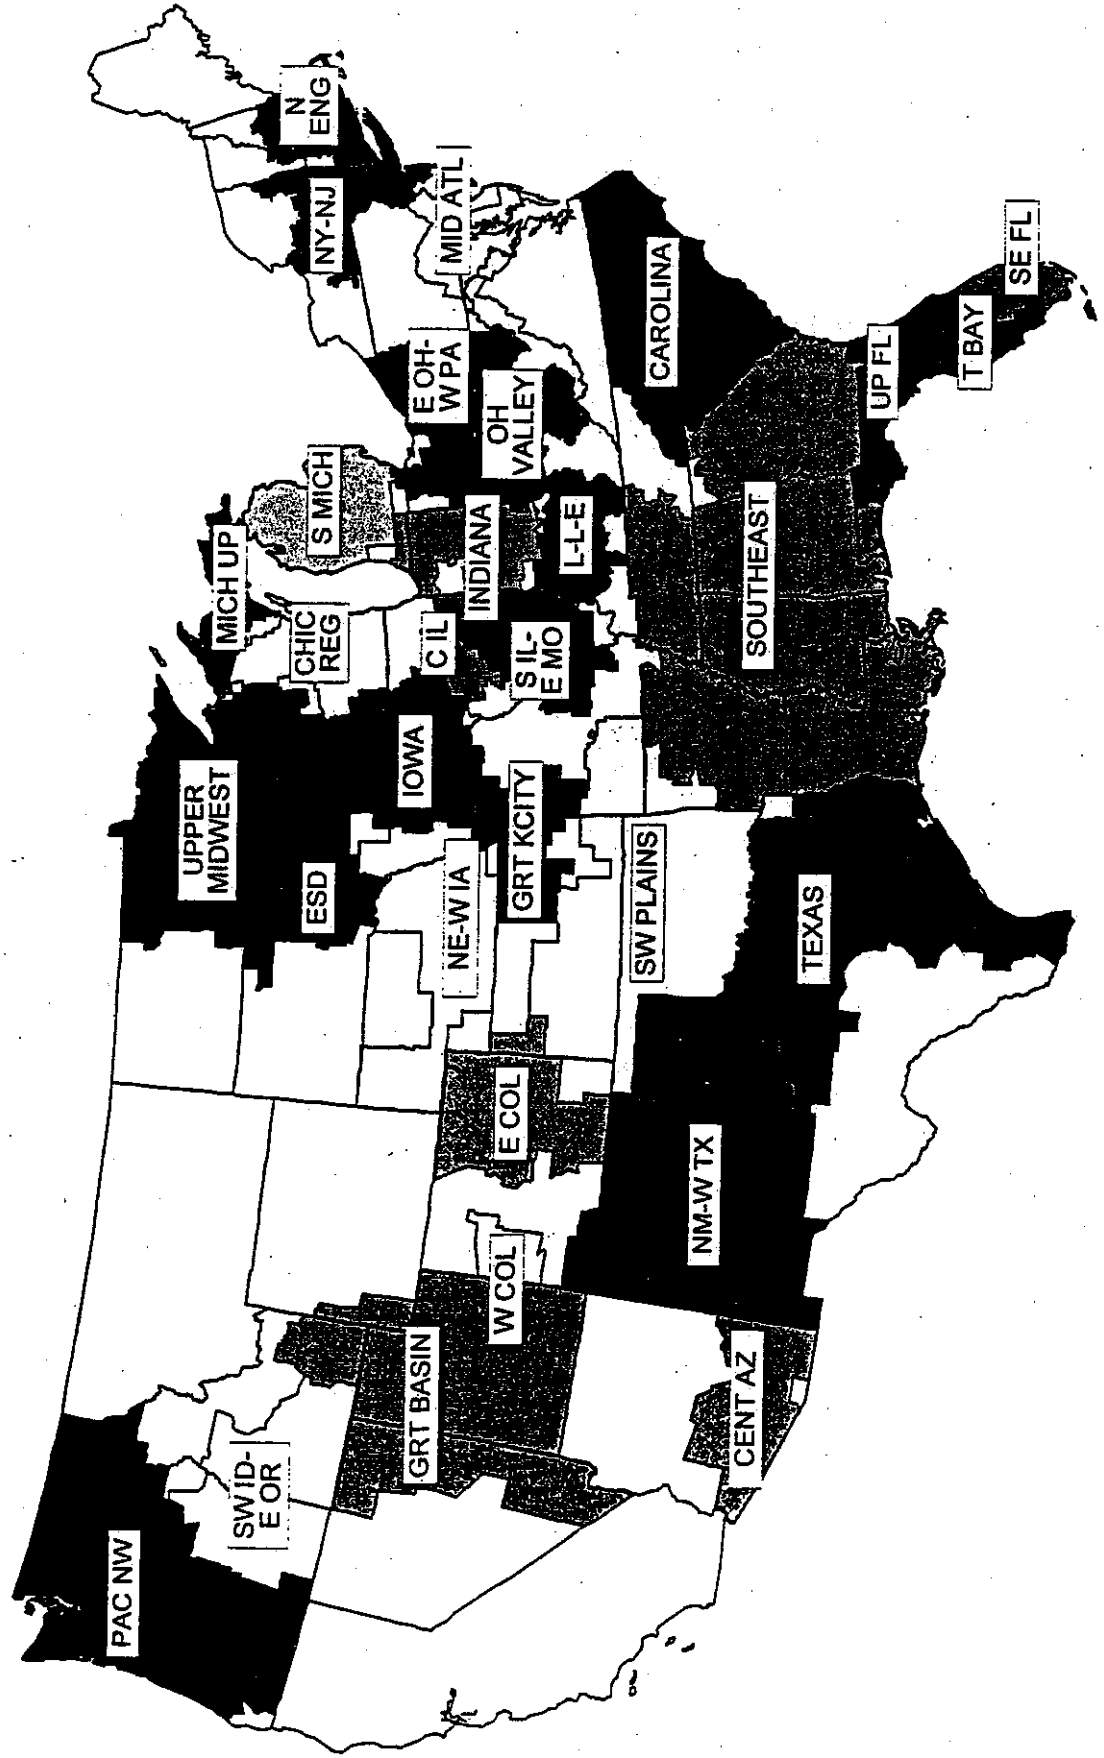 PAC NW
SW ID-
E OR
GRT BASIN
W COL
CENT AZ
E COL
NM-W TX
UPPER
MIDWEST
ESD
NE-W IA
GRT KCITY
SW PLAINS
TEXAS
IOWA
MICH UP
CHIC
REG
C IL
S IL-
E MO
S MICH
INDIANA
L-L-E
SOUTHEAST
E OH-
W PA
OH
VALLEY
CAROLINA
UP FL
T BAY
SE FL
NY-NJ
MID ATL
N
ENG